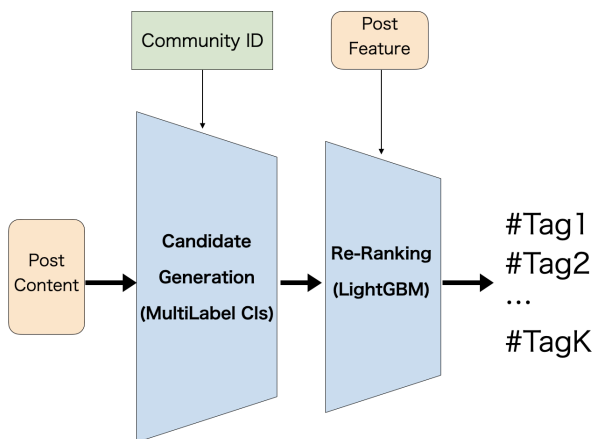 Community ID
Post
Feature
Post
Content
Candidate
Generation
(MultiLabel Cls)
Re-Ranking
(LightGBM)
#Tag1
#Tag2
...
#TagK